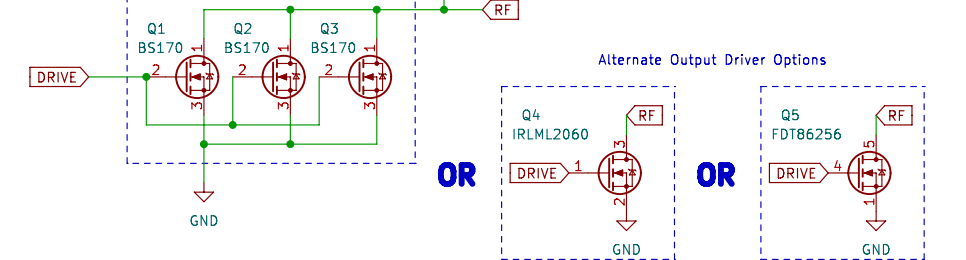 RF
Q1 Q2 Q3
BS170 BS170 BS170
1 1 1
DRIVE 2 2 2
3 3 3
GND
Alternate Output Driver Options
Q4
IRLML2060
RF
3
DRIVE 1
2
GND
OR
OR
Q5
FDT86256
RF
5
DRIVE 4
1
GND